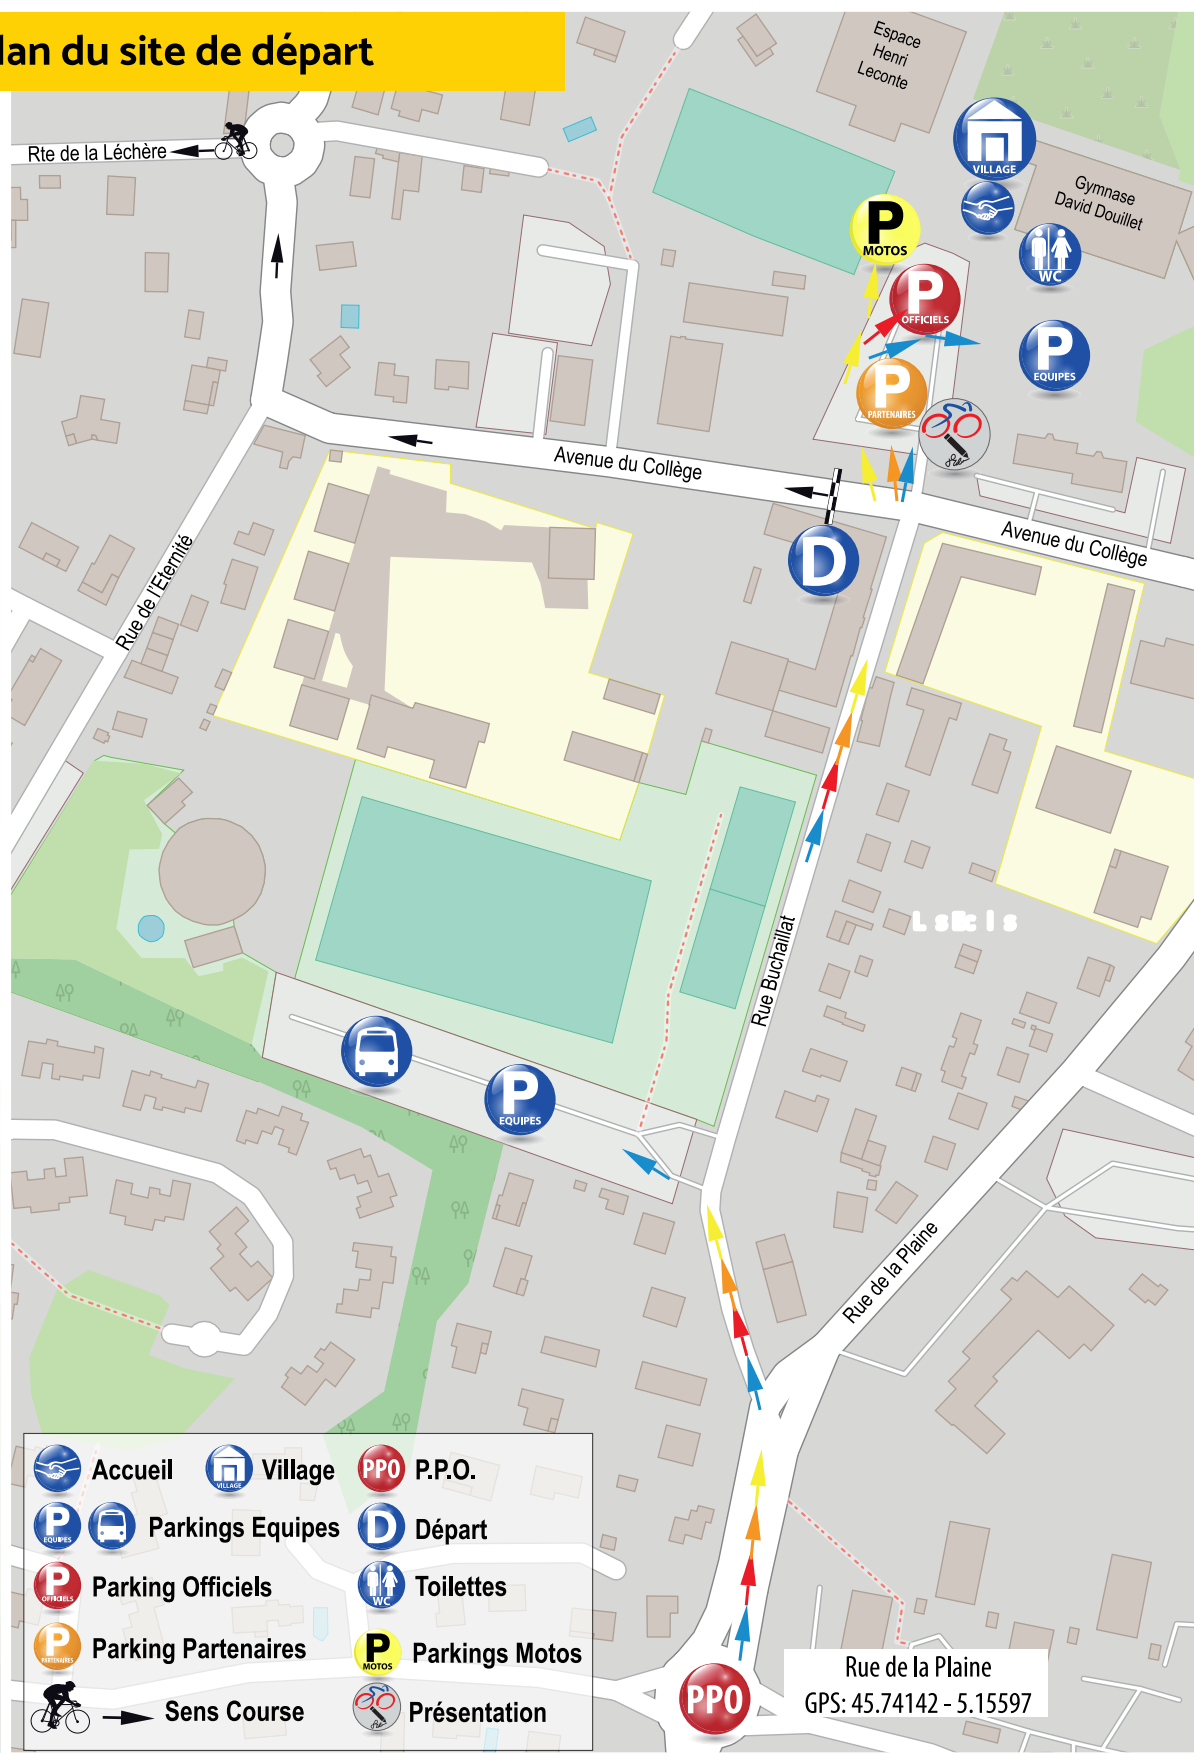 lan du site de départ
Espace
Henri
Leconte
VILLAGE
Gymnase
David Douillet
Rte de la Léchère
P
MOTOS
WC
P
OFFICIELS
P
EQUIPES
P
PARTENAIRES
Avenue du Collège
Avenue du Collège
D
Rue de l'Eternité
Rue Buchaillat
P
EQUIPES
Rue de la Plaine
Accueil
VILLAGE
Village
PPO
P.P.O.
P
EQUIPES
Parkings Equipes
D
Départ
P
OFFICIELS
Parking Officiels
WC
Toilettes
P
PARTENAIRES
Parking Partenaires
P
MOTOS
Parkings Motos
Sens Course
Présentation
PPO
Rue de la Plaine
GPS: 45.74142 - 5.15597